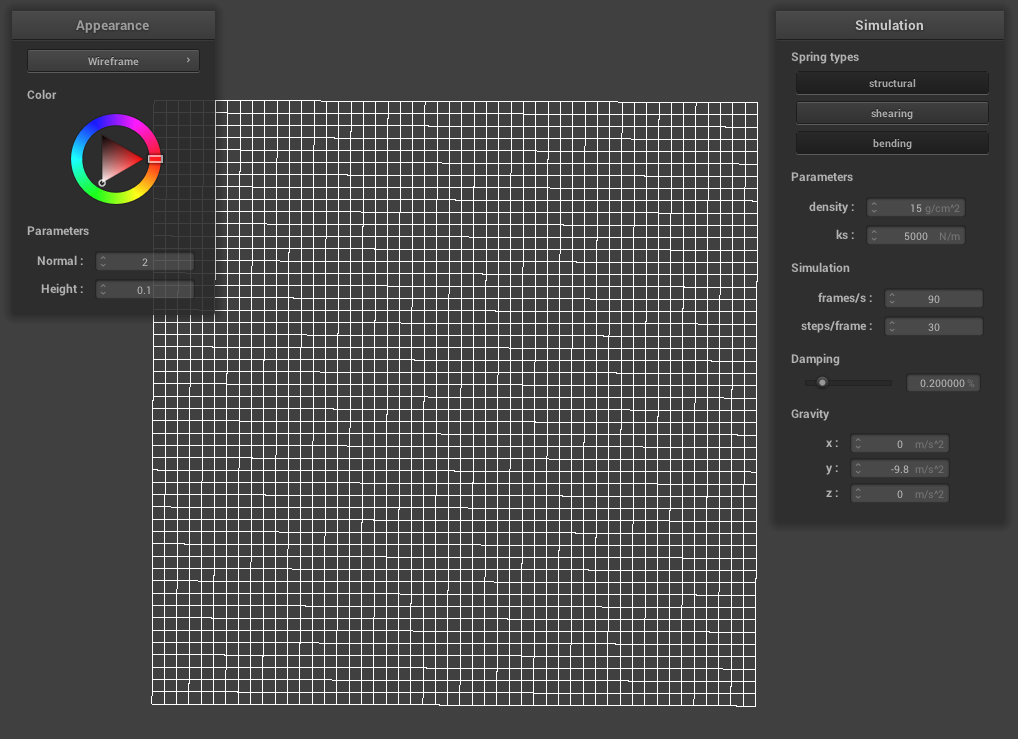 Appearance
Wireframe ›
Color
Parameters
Normal : 2
Height : 0.1
Simulation
Spring types
structural
shearing
bending
Parameters
density : 15 g/cm^2
ks : 5000 N/m
Simulation
frames/s : 90
steps/frame : 30
Damping
0.200000 %
Gravity
x : 0 m/s^2
y : -9.8 m/s^2
z : 0 m/s^2